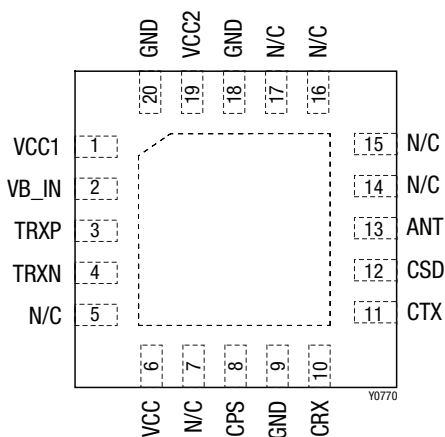 GND VCC2 GND N/C N/C
20 19 18 17 16
VCC1 1 15 N/C
VB_IN 2 14 N/C
TRXP 3 13 ANT
TRXN 4 12 CSD
N/C 5 11 CTX
6 7 8 9 10
VCC N/C CPS GND CRX
Y0770